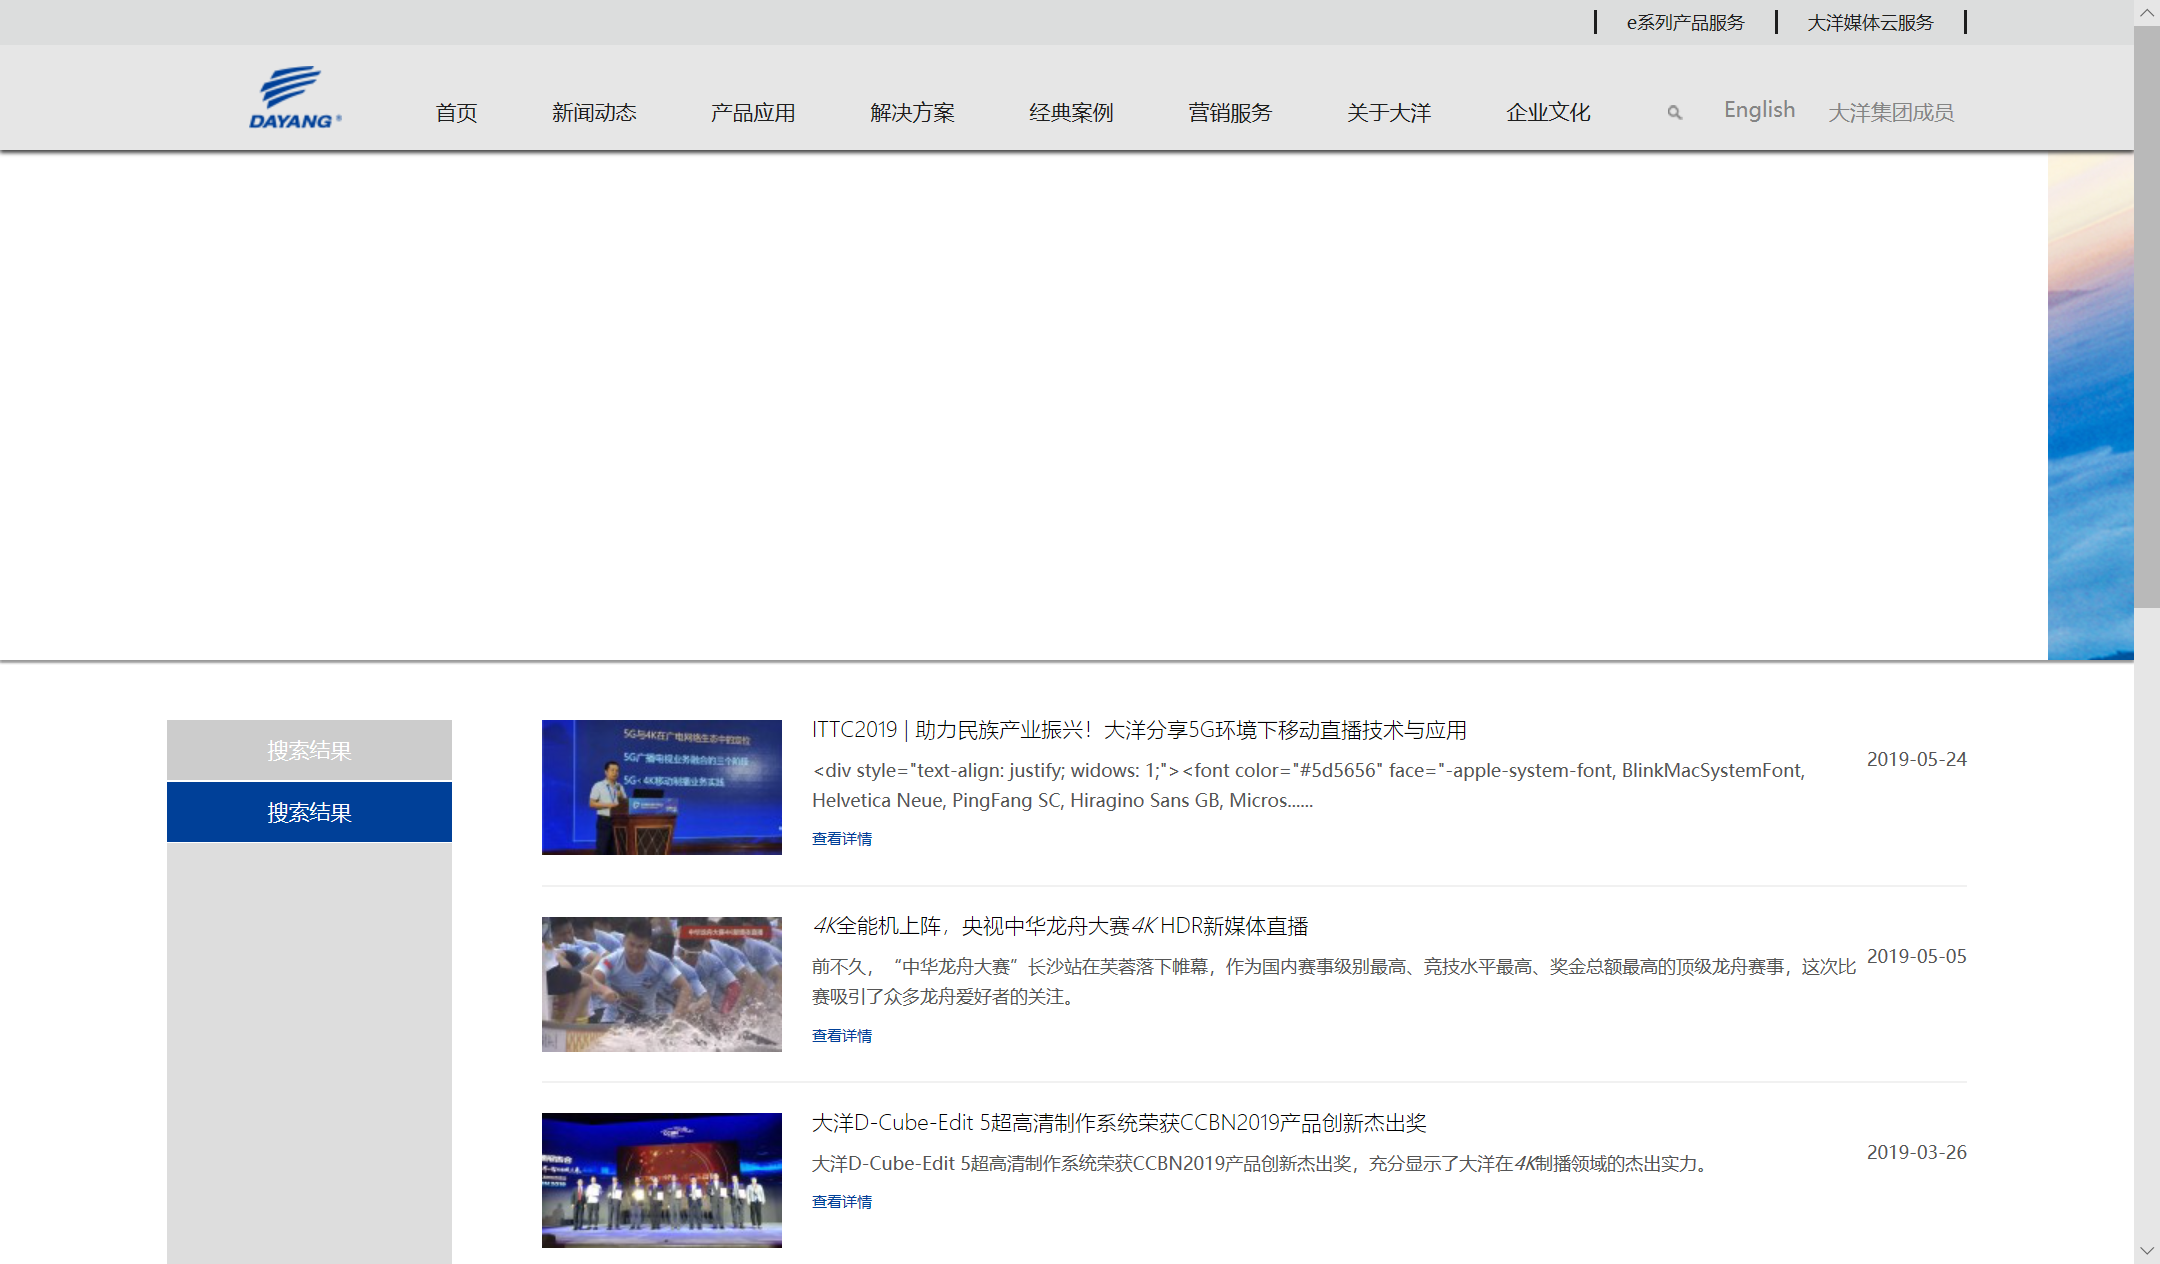 e系列产品服务
大洋媒体云服务
DAYANG®
首页
新闻动态
产品应用
解决方案
经典案例
营销服务
关于大洋
企业文化
English
大洋集团成员
搜索结果
搜索结果
5G与4K在广电网络生态中的定位
5G广播电视业务融合的三个阶段
5G+4K移动制播业务实践
ITTC2019 | 助力民族产业振兴！大洋分享5G环境下移动直播技术与应用
<div style="text-align: justify; widows: 1;"><font color="#5d5656" face="-apple-system-font, BlinkMacSystemFont,
Helvetica Neue, PingFang SC, Hiragino Sans GB, Micros......
查看详情
2019-05-24
4K全能机上阵，央视中华龙舟大赛4K HDR新媒体直播
前不久，“中华龙舟大赛”长沙站在芙蓉落下帷幕，作为国内赛事级别最高、竞技水平最高、奖金总额最高的顶级龙舟赛事，这次比
赛吸引了众多龙舟爱好者的关注。
查看详情
2019-05-05
CCBN
大洋D-Cube-Edit 5超高清制作系统荣获CCBN2019产品创新杰出奖
大洋D-Cube-Edit 5超高清制作系统荣获CCBN2019产品创新杰出奖，充分显示了大洋在4K制播领域的杰出实力。
查看详情
2019-03-26